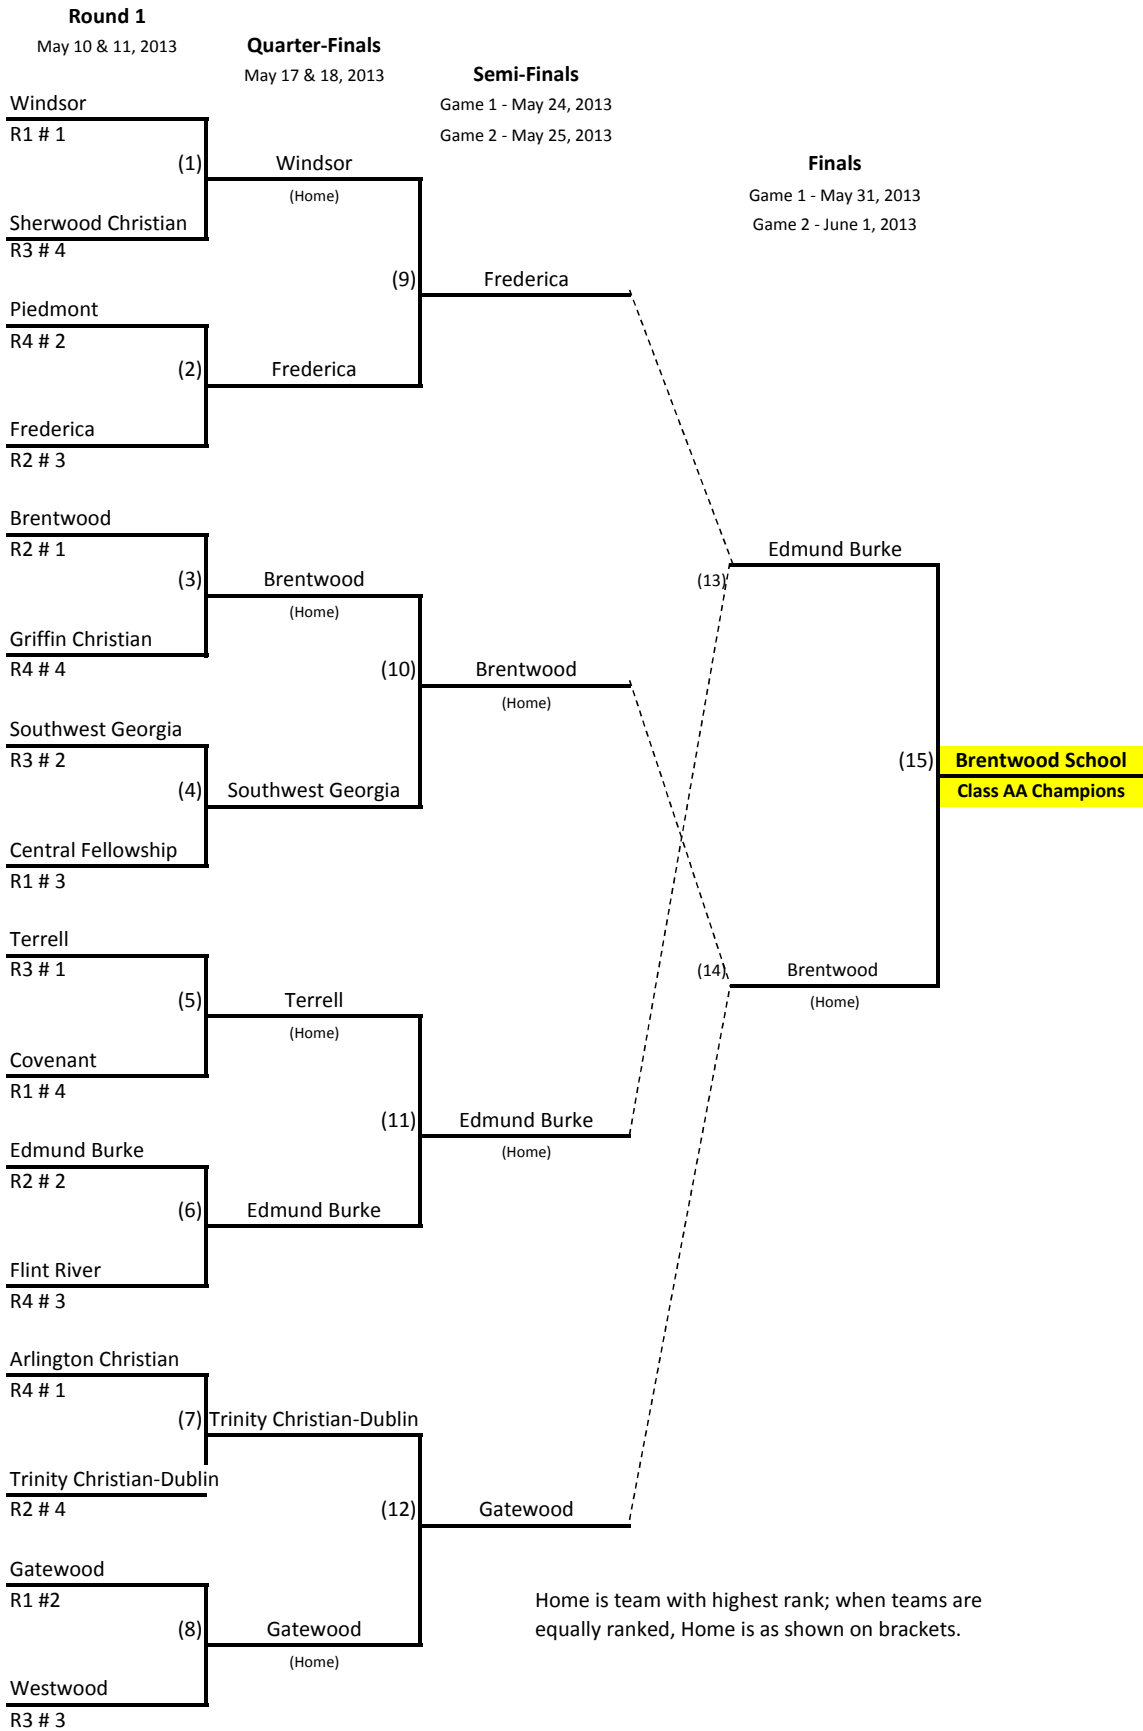 Round 1
May 10 & 11, 2013
Quarter-Finals
May 17 & 18, 2013
Semi-Finals
Game 1 - May 24, 2013
Game 2 - May 25, 2013
Finals
Game 1 - May 31, 2013
Game 2 - June 1, 2013
Windsor
R1 # 1
(1)
Windsor
(Home)
Sherwood Christian
R3 # 4
(9)
Frederica
Piedmont
R4 # 2
(2)
Frederica
Frederica
R2 # 3
Brentwood
R2 # 1
(3)
Brentwood
(Home)
Edmund Burke
(13)
Griffin Christian
R4 # 4
(10)
Brentwood
(Home)
Southwest Georgia
R3 # 2
(4)
Southwest Georgia
(15)
Brentwood School
Class AA Champions
Central Fellowship
R1 # 3
Terrell
R3 # 1
(5)
Terrell
(Home)
(14)
Brentwood
(Home)
Covenant
R1 # 4
(11)
Edmund Burke
(Home)
Edmund Burke
R2 # 2
(6)
Edmund Burke
Flint River
R4 # 3
Arlington Christian
R4 # 1
(7)
Trinity Christian-Dublin
Trinity Christian-Dublin
R2 # 4
(12)
Gatewood
Gatewood
R1 #2
(8)
Gatewood
(Home)
Westwood
R3 # 3
Home is team with highest rank; when teams are
equally ranked, Home is as shown on brackets.